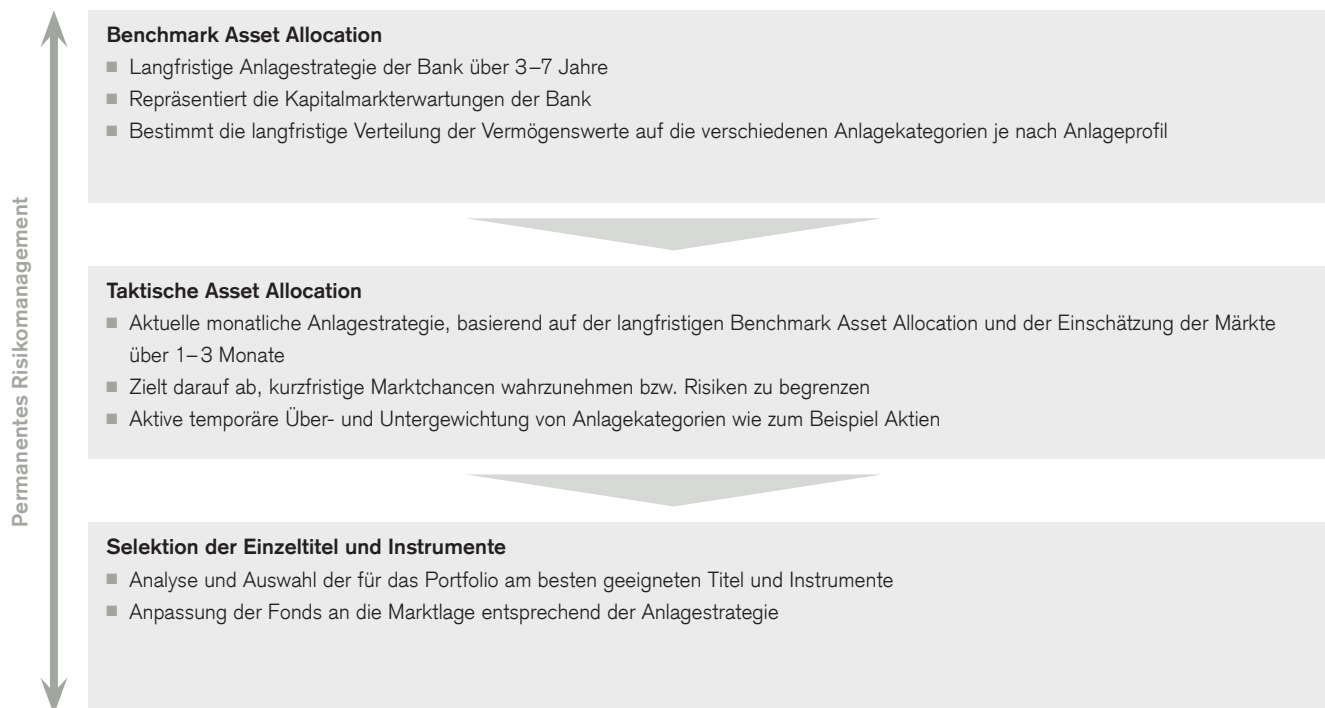 Permanentes Risikomanagement
Benchmark Asset Allocation
■ Langfristige Anlagestrategie der Bank über 3–7 Jahre
■ Repräsentiert die Kapitalmarkterwartungen der Bank
■ Bestimmt die langfristige Verteilung der Vermögenswerte auf die verschiedenen Anlagekategorien je nach Anlageprofil
Taktische Asset Allocation
■ Aktuelle monatliche Anlagestrategie, basierend auf der langfristigen Benchmark Asset Allocation und der Einschätzung der Märkte
über 1–3 Monate
■ Zielt darauf ab, kurzfristige Marktchancen wahrzunehmen bzw. Risiken zu begrenzen
■ Aktive temporäre Über- und Untergewichtung von Anlagekategorien wie zum Beispiel Aktien
Selektion der Einzeltitel und Instrumente
■ Analyse und Auswahl der für das Portfolio am besten geeigneten Titel und Instrumente
■ Anpassung der Fonds an die Marktlage entsprechend der Anlagestrategie